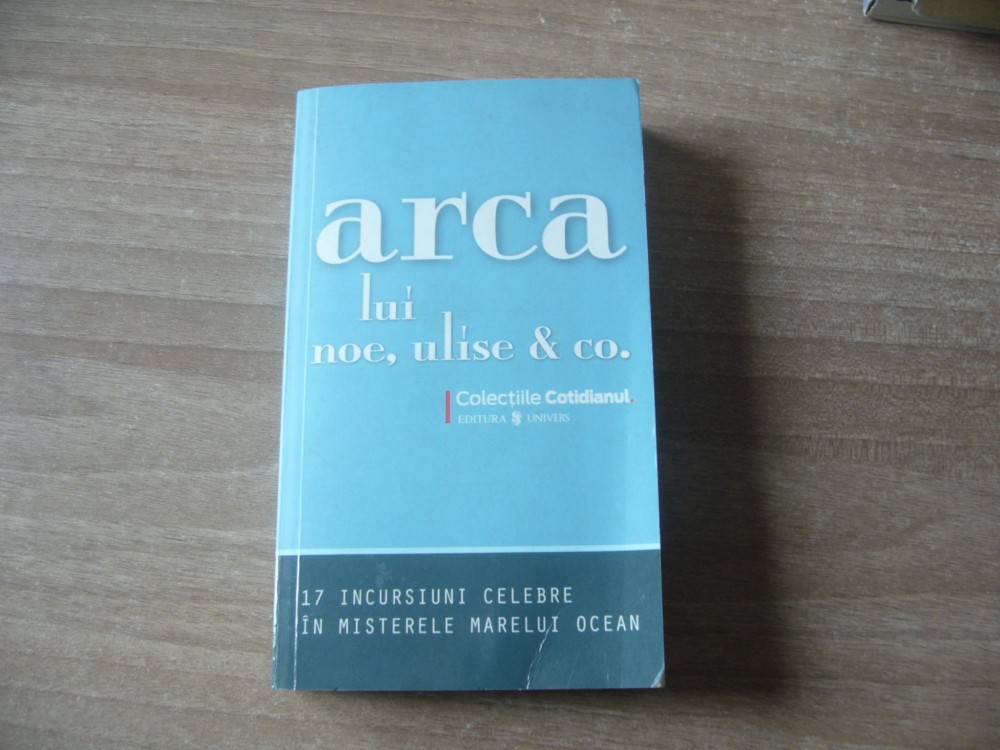 arca
lui
noe, ulise & co.
Colecțiile Cotidianul.
EDITURA UNIVERS
17 INCURSIUNI CELEBRE
ÎN MISTERELE MARELUI OCEAN